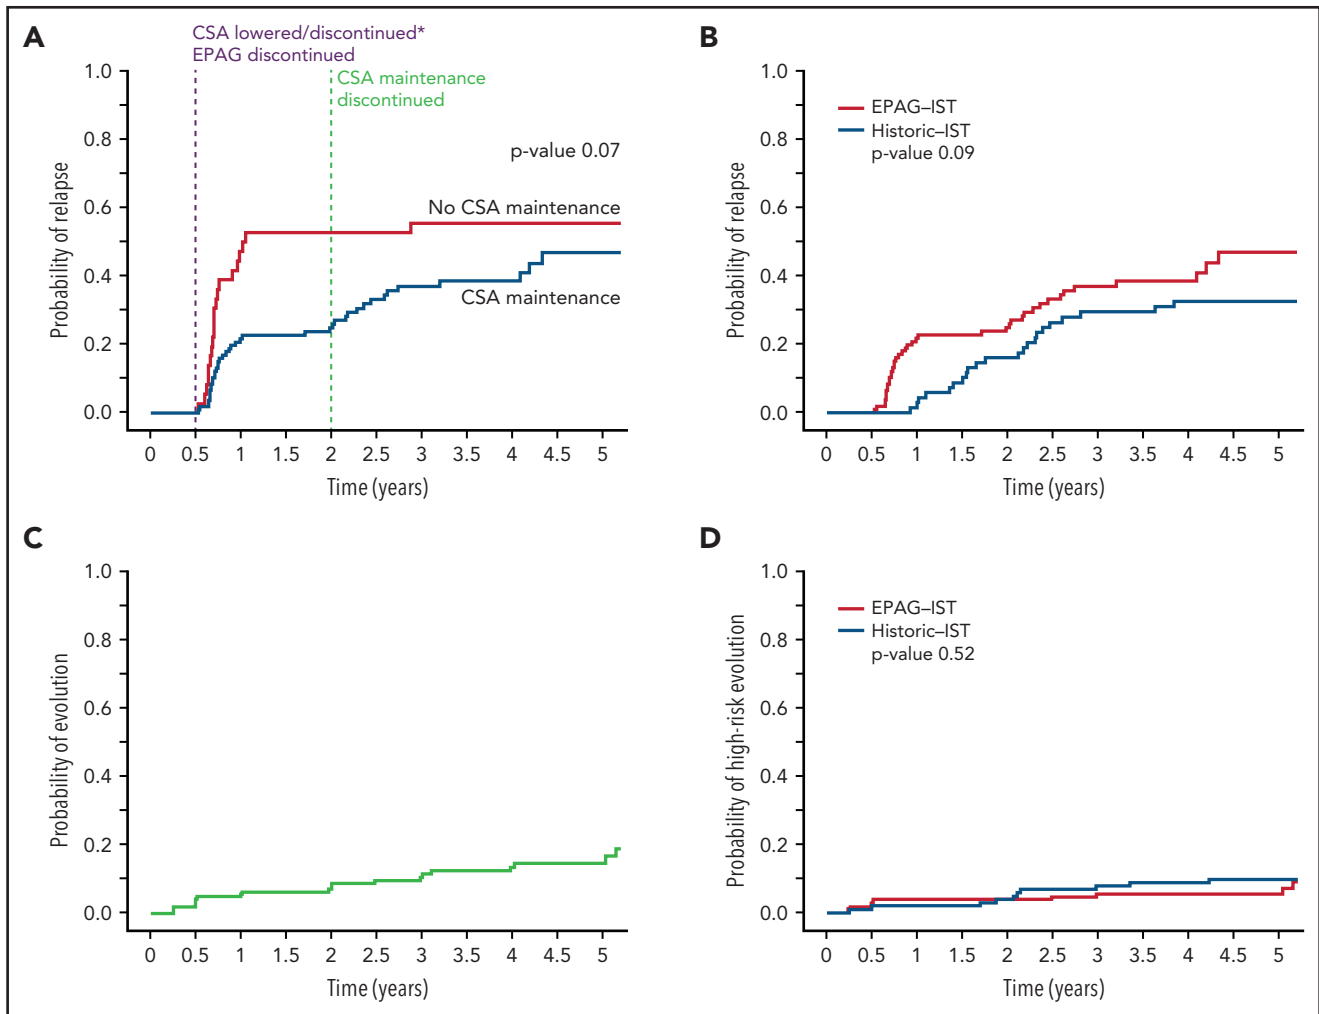 A
CSA lowered/discontinued*
EPAG discontinued
CSA maintenance
discontinued
p-value 0.07
No CSA maintenance
CSA maintenance
Probability of relapse
1.0
0.8
0.6
0.4
0.2
0.0
0 0.5 1 1.5 2 2.5 3 3.5 4 4.5 5
Time (years)
B
EPAG–IST
Historic–IST
p-value 0.09
Probability of relapse
1.0
0.8
0.6
0.4
0.2
0.0
0 0.5 1 1.5 2 2.5 3 3.5 4 4.5 5
Time (years)
C
Probability of evolution
1.0
0.8
0.6
0.4
0.2
0.0
0 0.5 1 1.5 2 2.5 3 3.5 4 4.5 5
Time (years)
D
EPAG–IST
Historic–IST
p-value 0.52
Probability of high-risk evolution
1.0
0.8
0.6
0.4
0.2
0.0
0 0.5 1 1.5 2 2.5 3 3.5 4 4.5 5
Time (years)